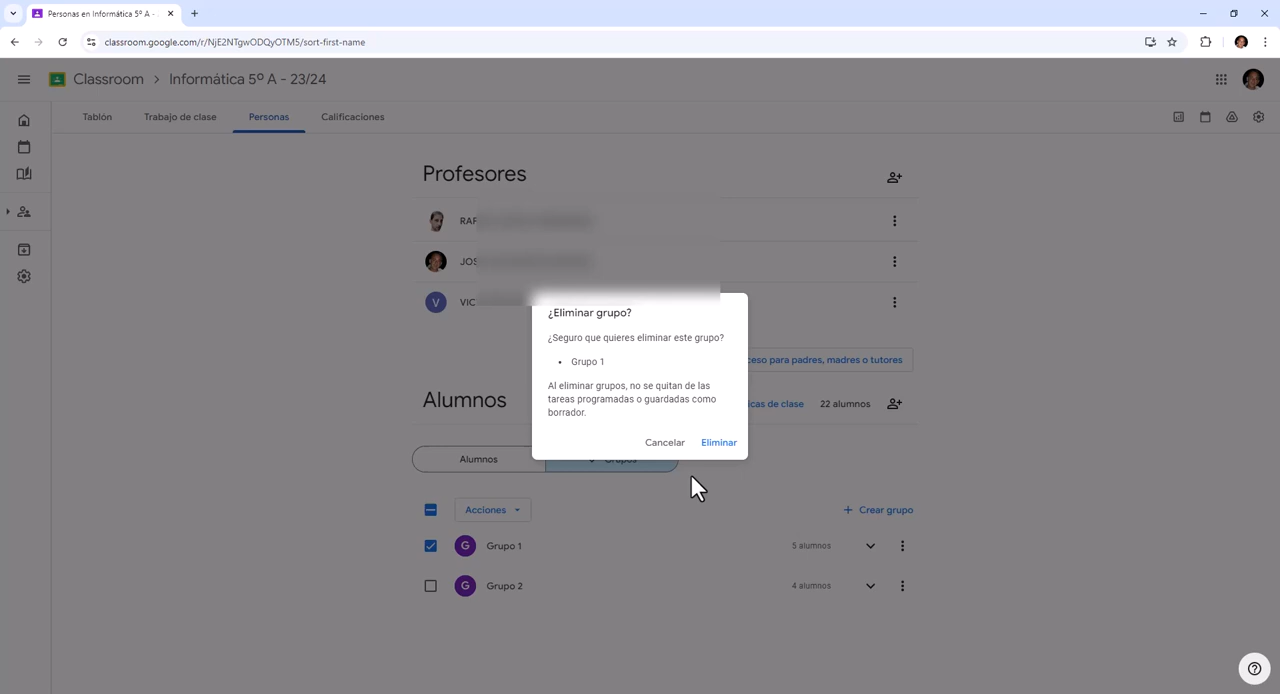 Personas en Informática 5º A -
classroom.google.com/r/NjE2NTgwODQyOTM5/sort-first-name
Classroom > Informática 5º A - 23/24
Tablón Trabajo de clase Personas Calificaciones
Profesores
RAF
JOS
V VIC
¿Eliminar grupo?
¿Seguro que quieres eliminar este grupo?
• Grupo 1
Al eliminar grupos, no se quitan de las
tareas programadas o guardadas como
borrador.
Cancelar Eliminar
para padres, madres o tutores
Alumnos
de clase 22 alumnos
Alumnos Grupos
Acciones + Crear grupo
G Grupo 1 5 alumnos
G Grupo 2 4 alumnos